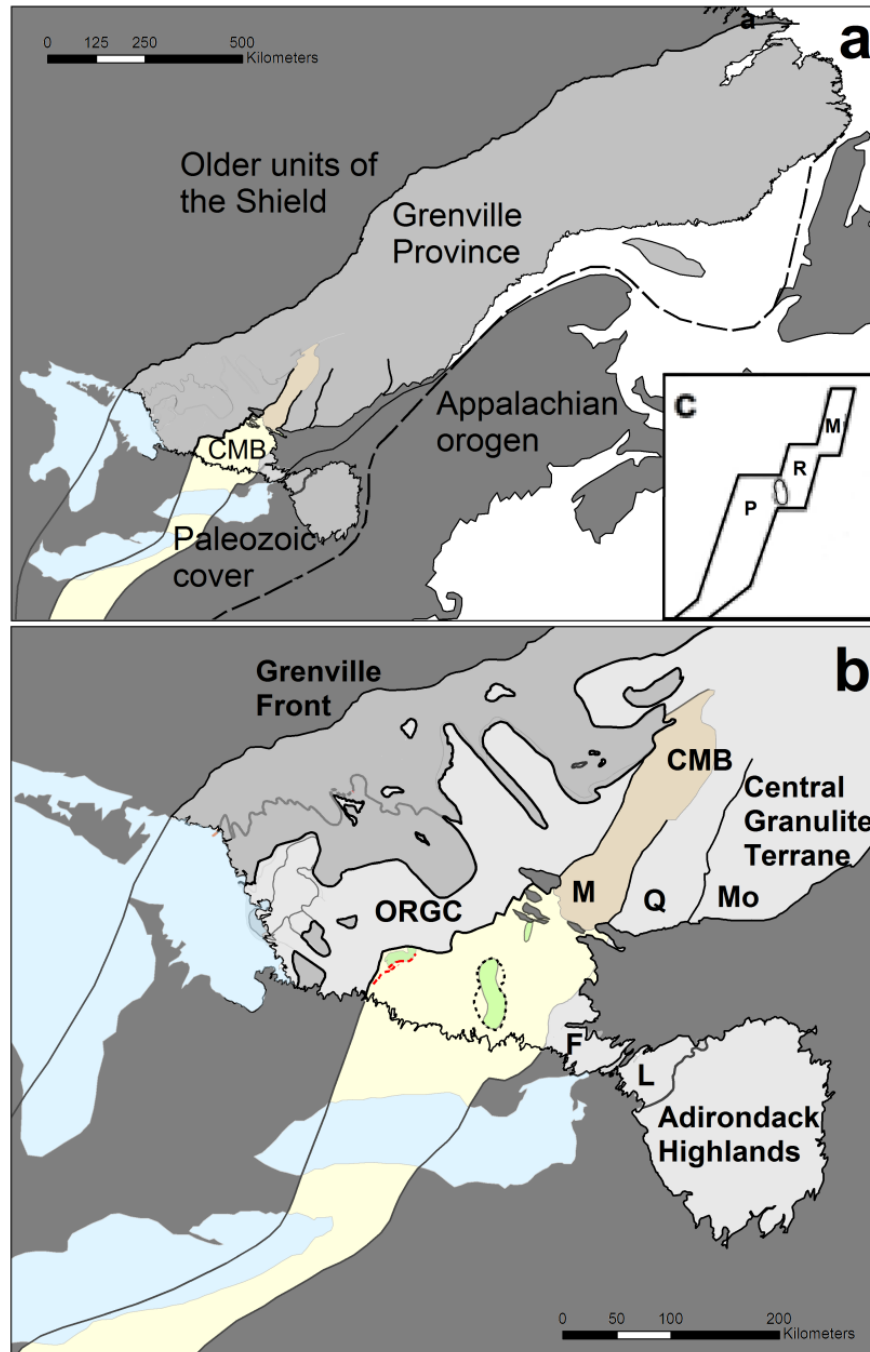 a
a
0 125 250 500
Kilometers
Older units of
the Shield
Grenville
Province
Appalachian
orogen
CMB
Paleozoic
cover
C
M
R
P
b
Grenville
Front
CMB
Central
Granulite
Terrane
M
Q
Mo
ORGC
F
L
Adirondack
Highlands
0 50 100 200
Kilometers